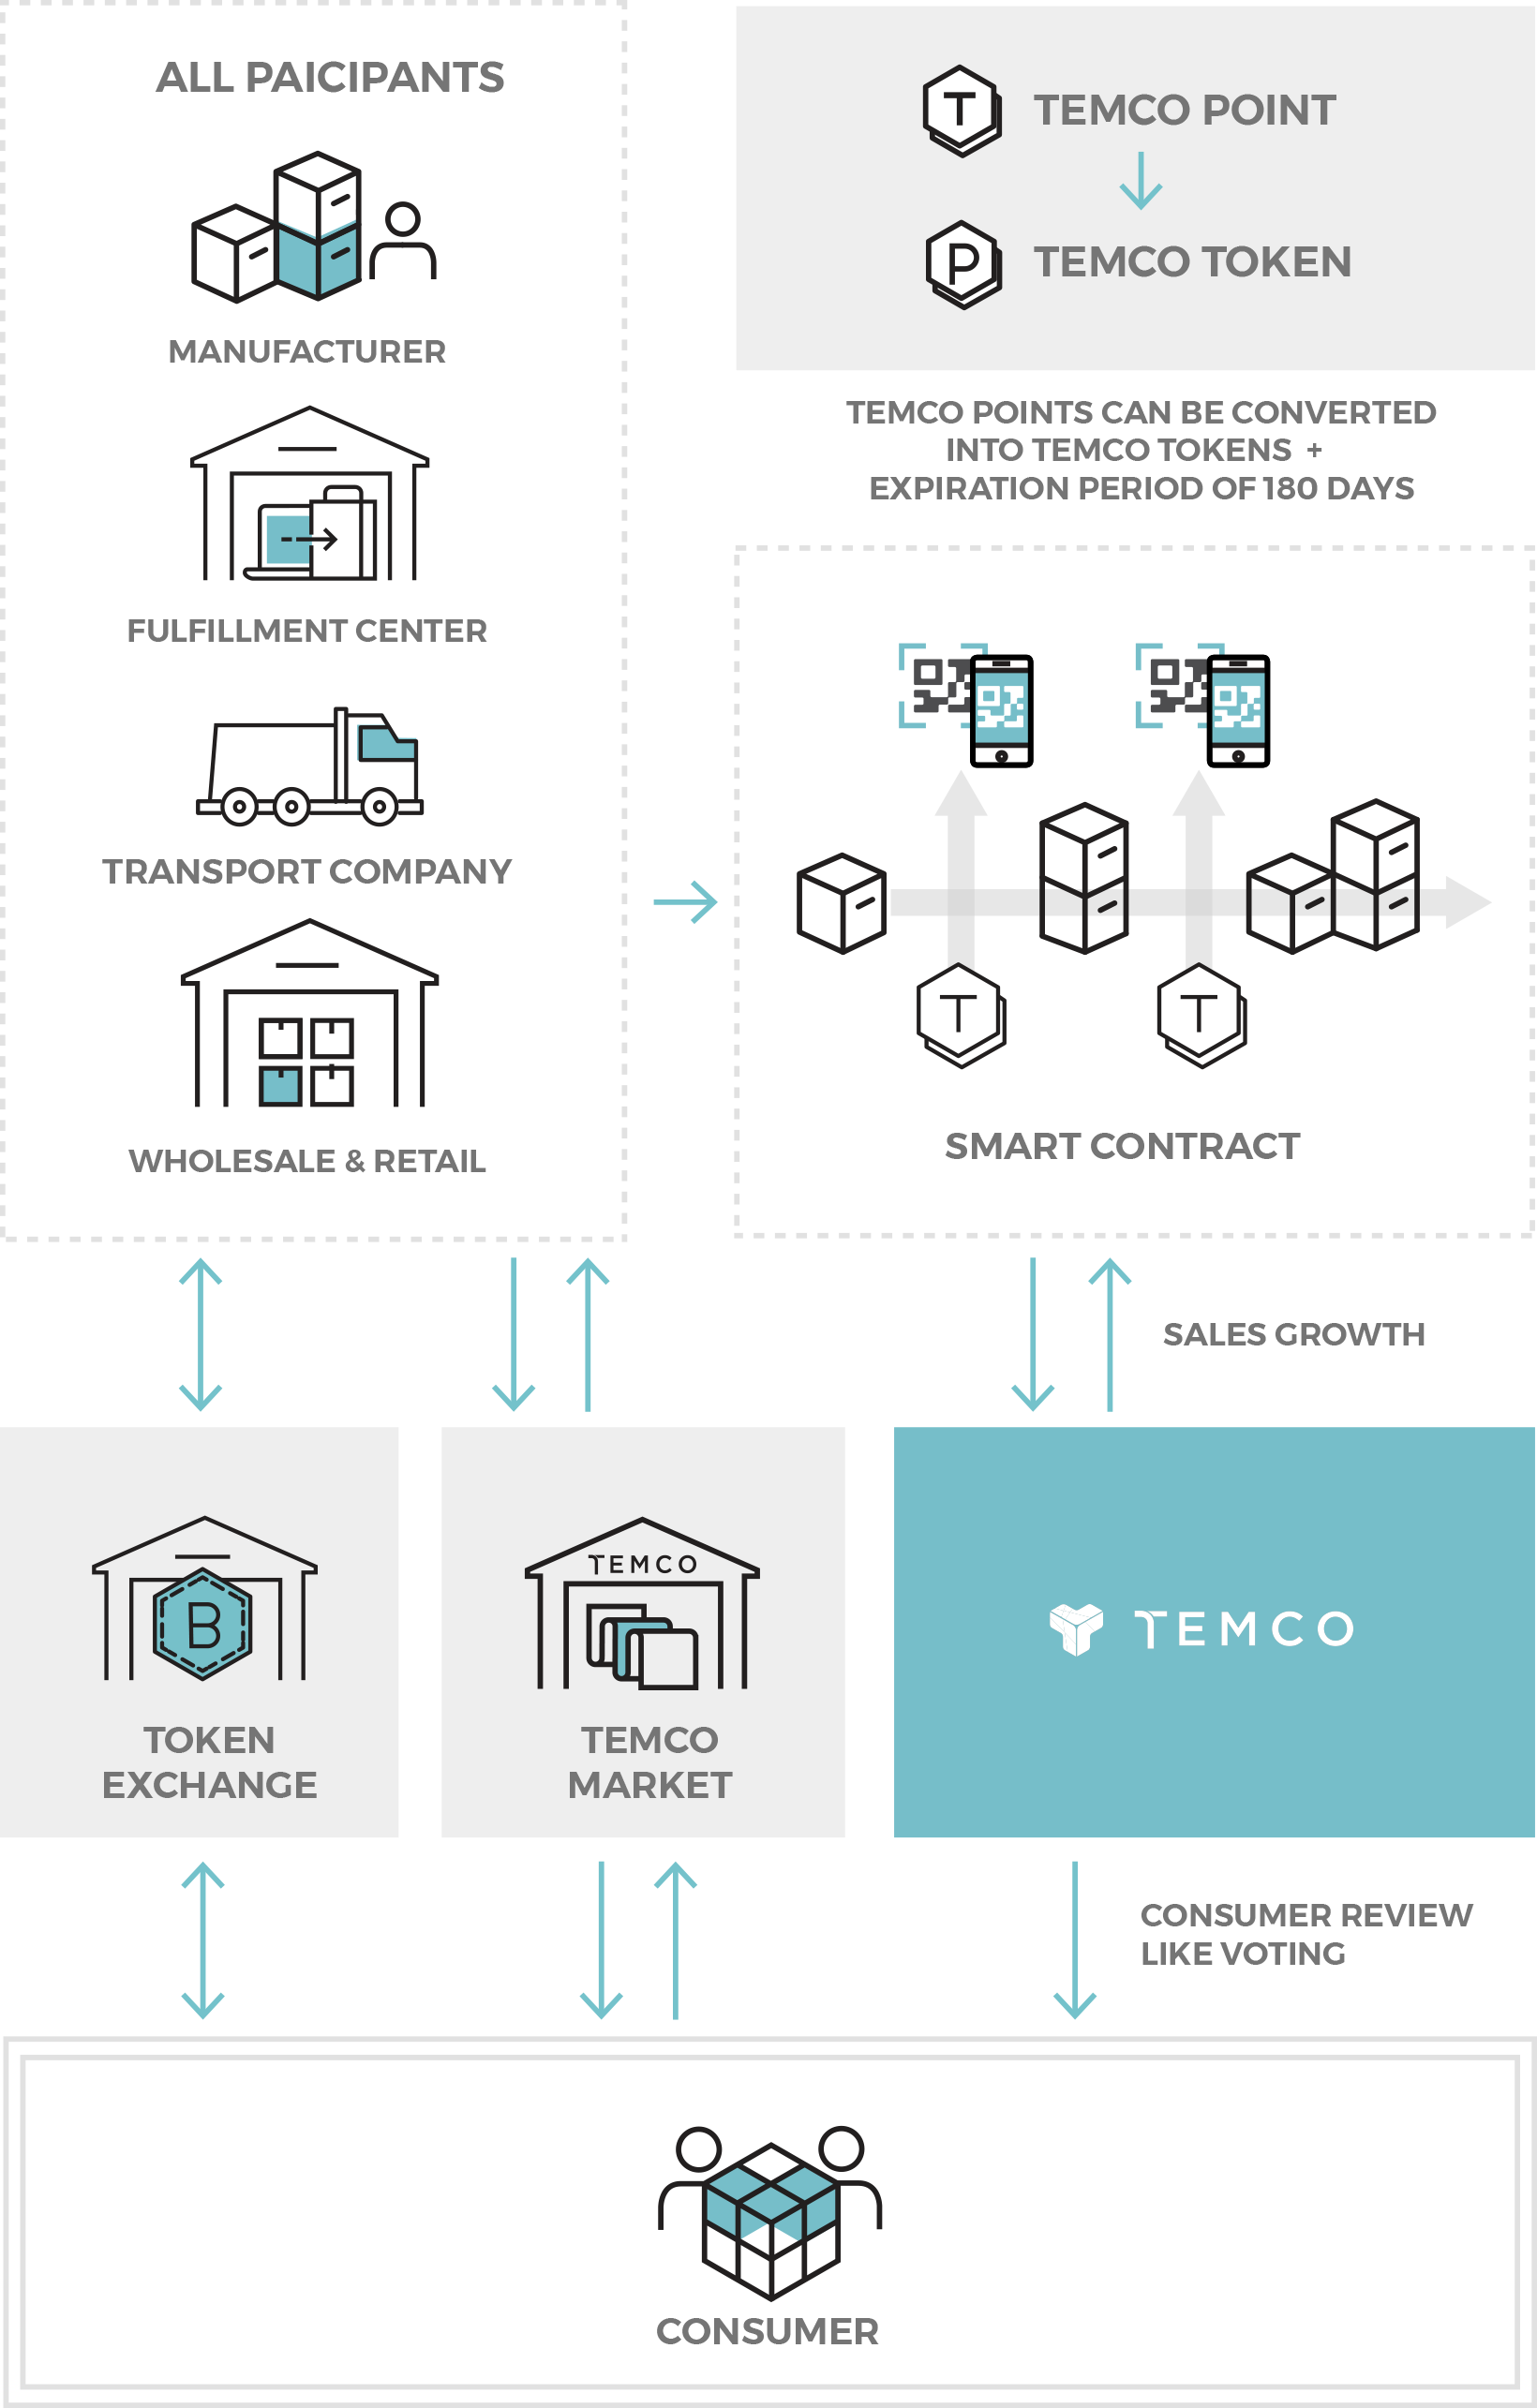 ALL PAICIPANTS
MANUFACTURER
FULFILLMENT CENTER
TRANSPORT COMPANY
WHOLESALE & RETAIL
T
TEMCO POINT
P
TEMCO TOKEN
TEMCO POINTS CAN BE CONVERTED
INTO TEMCO TOKENS +
EXPIRATION PERIOD OF 180 DAYS
T
T
SMART CONTRACT
SALES GROWTH
B
TOKEN
EXCHANGE
TEMCO
TEMCO
MARKET
TEMCO
CONSUMER REVIEW
LIKE VOTING
CONSUMER